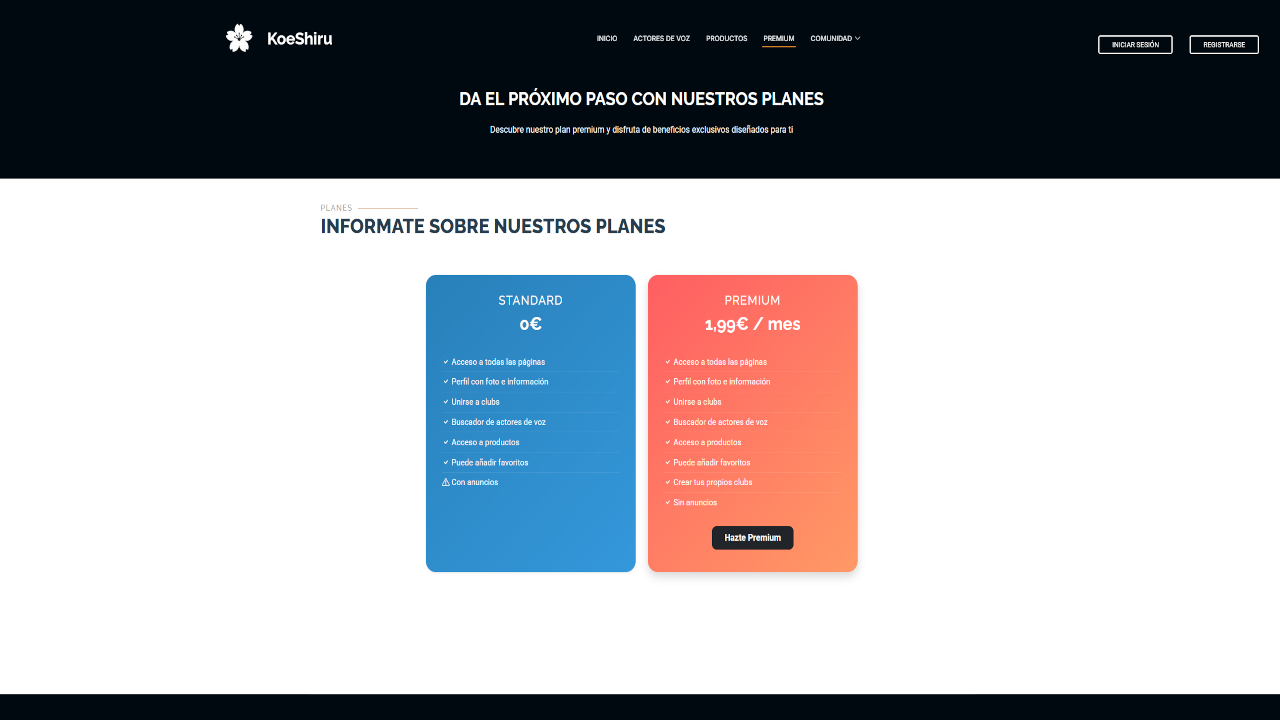 KoeShiru
INICIO ACTORES DE VOZ PRODUCTOS PREMIUM COMUNIDAD
INICIAR SESIÓN REGISTRARSE
DA EL PRÓXIMO PASO CON NUESTROS PLANES
Descubre nuestro plan premium y disfruta de beneficios exclusivos diseñados para ti
PLANES
INFORMATE SOBRE NUESTROS PLANES
STANDARD
0€
Acceso a todas las páginas
Perfil con foto e información
Unirse a clubs
Buscador de actores de voz
Acceso a productos
Puede añadir favoritos
Con anuncios
PREMIUM
1,99€ / mes
Acceso a todas las páginas
Perfil con foto e información
Unirse a clubs
Buscador de actores de voz
Acceso a productos
Puede añadir favoritos
Crear tus propios clubs
Sin anuncios
Hazte Premium